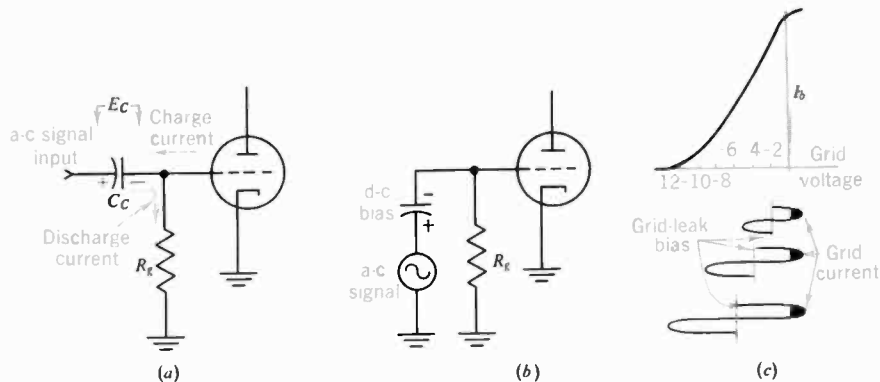 Ec
Charge
current
a-c signal
input
+ −
Cc
Discharge
current
Rg
(a)
d-c
bias
−
+
a-c
signal
Rg
(b)
Ib
·6 4-2
Grid
voltage
12-10-8
Grid-leak
bias
Grid
current
(c)